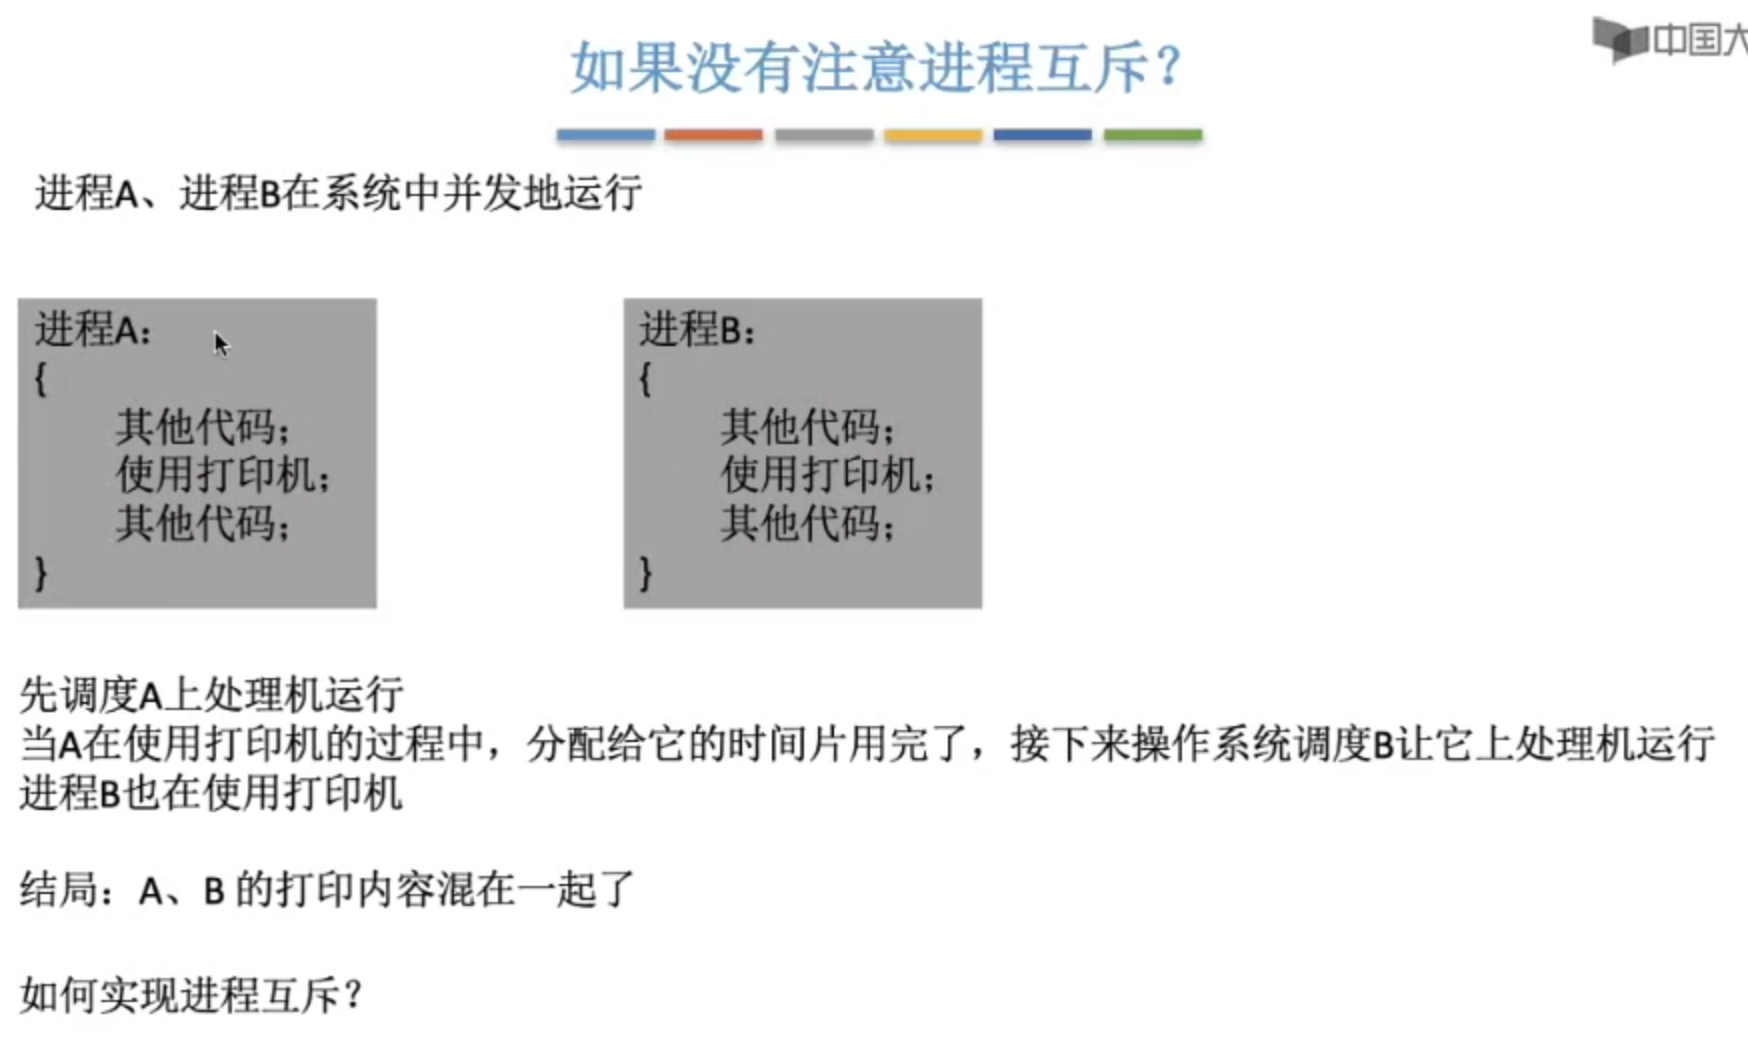 如果没有注意进程互斥？
中国大
进程A、进程B在系统中并发地运行
进程A：
{
其他代码；
使用打印机；
其他代码；
}
进程B：
{
其他代码；
使用打印机；
其他代码；
}
先调度A上处理机运行
当A在使用打印机的过程中，分配给它的时间片用完了，接下来操作系统调度B让它上处理机运行
进程B也在使用打印机
结局：A、B 的打印内容混在一起了
如何实现进程互斥？